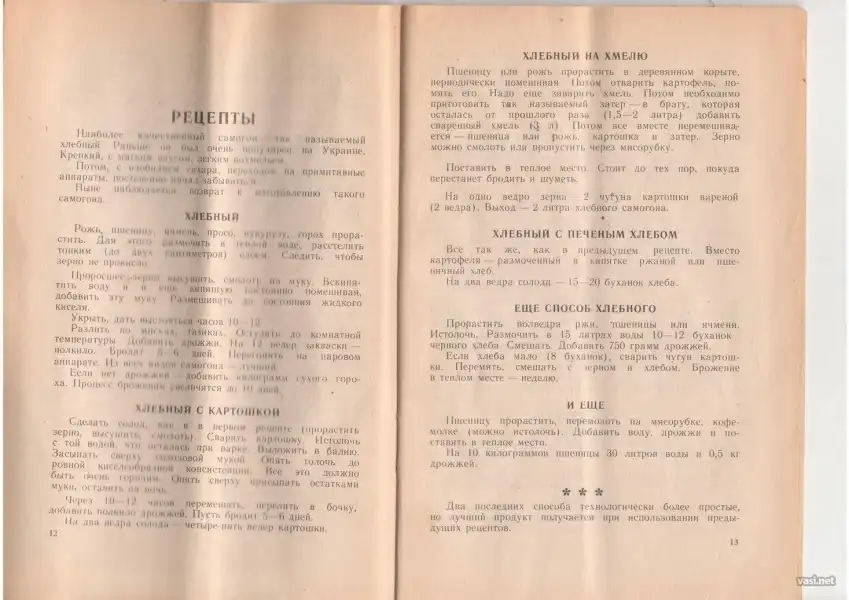 РЕЦЕПТЫ
Наиболее качественный самогон так называемый
хлебный Раньше он был очень популярен на Украине.
Крепкий, с мягким вкусом, легким
Потом, с изобилием сахара, переходом на примитивные
аппараты, постепенно начал забываться.
Ныне наблюдается возврат к изготовлению такого
самогона.
ХЛЕБНЫЙ
Рожь, пшеницу, ячмень, просо, кукурузу, горох прора-
стить. Для этого размочить в теплой воде, расстелить
тонким (до двух сантиметров) слоем. Следить, чтобы
зерно не прокисло.
Проросшее зерно высушить, смолоть на муку. Вскипя-
тить воду и в еще кипящую постоянно помешивай,
добавить эту муку. Размешивать до состояния жидкого
киселя.
Укрыть, дать выстояться часов 10—12.
Разлить по мискам, тазикам. Остудить до комнатной
температуры Добавить дрожжи. На 12 ведер закваски —
полкило. Бродит 5—6 дней. Перегонять на паровом
аппарате. Из всех видов самогона — лучший.
Если нет дрожжей — добавить килограмм сухого горо-
ха. Процесс брожения увеличится до 10 дней.
ХЛЕБНЫЙ С КАРТОШКОЙ
Сделать солод, как и в первом рецепте (прорастить
зерно, высушить, смолоть). Сварить картошку. Истолочь
с той водой, что осталась при варке. Выложить в балию.
Засыпать сверху солодовой мукой. Опять толочь до
ровной киселеобразной консистенции. Все это должно
быть очень горячим. Опять сверху присыпать остатками
муки, оставить на ночь.
Через 10—12 часов перемешать, перелить в бочку,
добавить полкило дрожжей. Пусть бродит 5—6 дней.
На два ведра солода — четыре-пять ведер картошки.
12
ХЛЕБНЫЙ НА ХМЕЛЮ
Пшеницу или рожь прорастить в деревянном корыте,
периодически помешивая Потом отварить картофель, по-
мять его. Надо еще заварить хмель. Потом необходимо
приготовить так называемый затер — в брагу, которая
осталась от прошлого раза (1,5—2 литра) добавить
сваренный хмель (3 л). Потом все вместе перемешива-
ется — пшеница или рожь, картошка и затер. Зерно
можно смолоть или пропустить через мясорубку.
Поставить в теплое место. Стоит до тех пор, покуда
перестанет бродить и шуметь.
На одно ведро зерна — 2 чугуна картошки вареной
(2 ведра). Выход — 2 литра хлебного самогона.
ХЛЕБНЫЙ С ПЕЧЕНЫМ ХЛЕБОМ
Все так же, как в предыдущем рецепте. Вместо
картофеля — размоченный в кипятке ржаной или пше-
ничный хлеб.
На два ведра солода — 15—20 буханок хлеба.
ЕЩЕ СПОСОБ ХЛЕБНОГО
Прорастить полведра ржи, пшеницы или ячменя.
Истолочь. Размочить в 15 литрах воды 10—12 буханок
черного хлеба Смешать. Добавить 750 грамм дрожжей.
Если хлеба мало (8 буханок), сварить чугун картош-
ки. Перемять, смешать с зерном и хлебом. Брожение
в теплом месте — неделю.
И ЕЩЕ
Пшеницу прорастить, перемолоть на мясорубке, кофе-
молке (можно истолочь). Добавить воду, дрожжи и по-
ставить в теплое место.
На 10 килограммов пшеницы 30 литров воды и 0,5 кг
дрожжей.
* * *
Два последних способа технологически более простые,
но лучший продукт получается при использовании преды-
дущих рецептов.
13
vasi.net